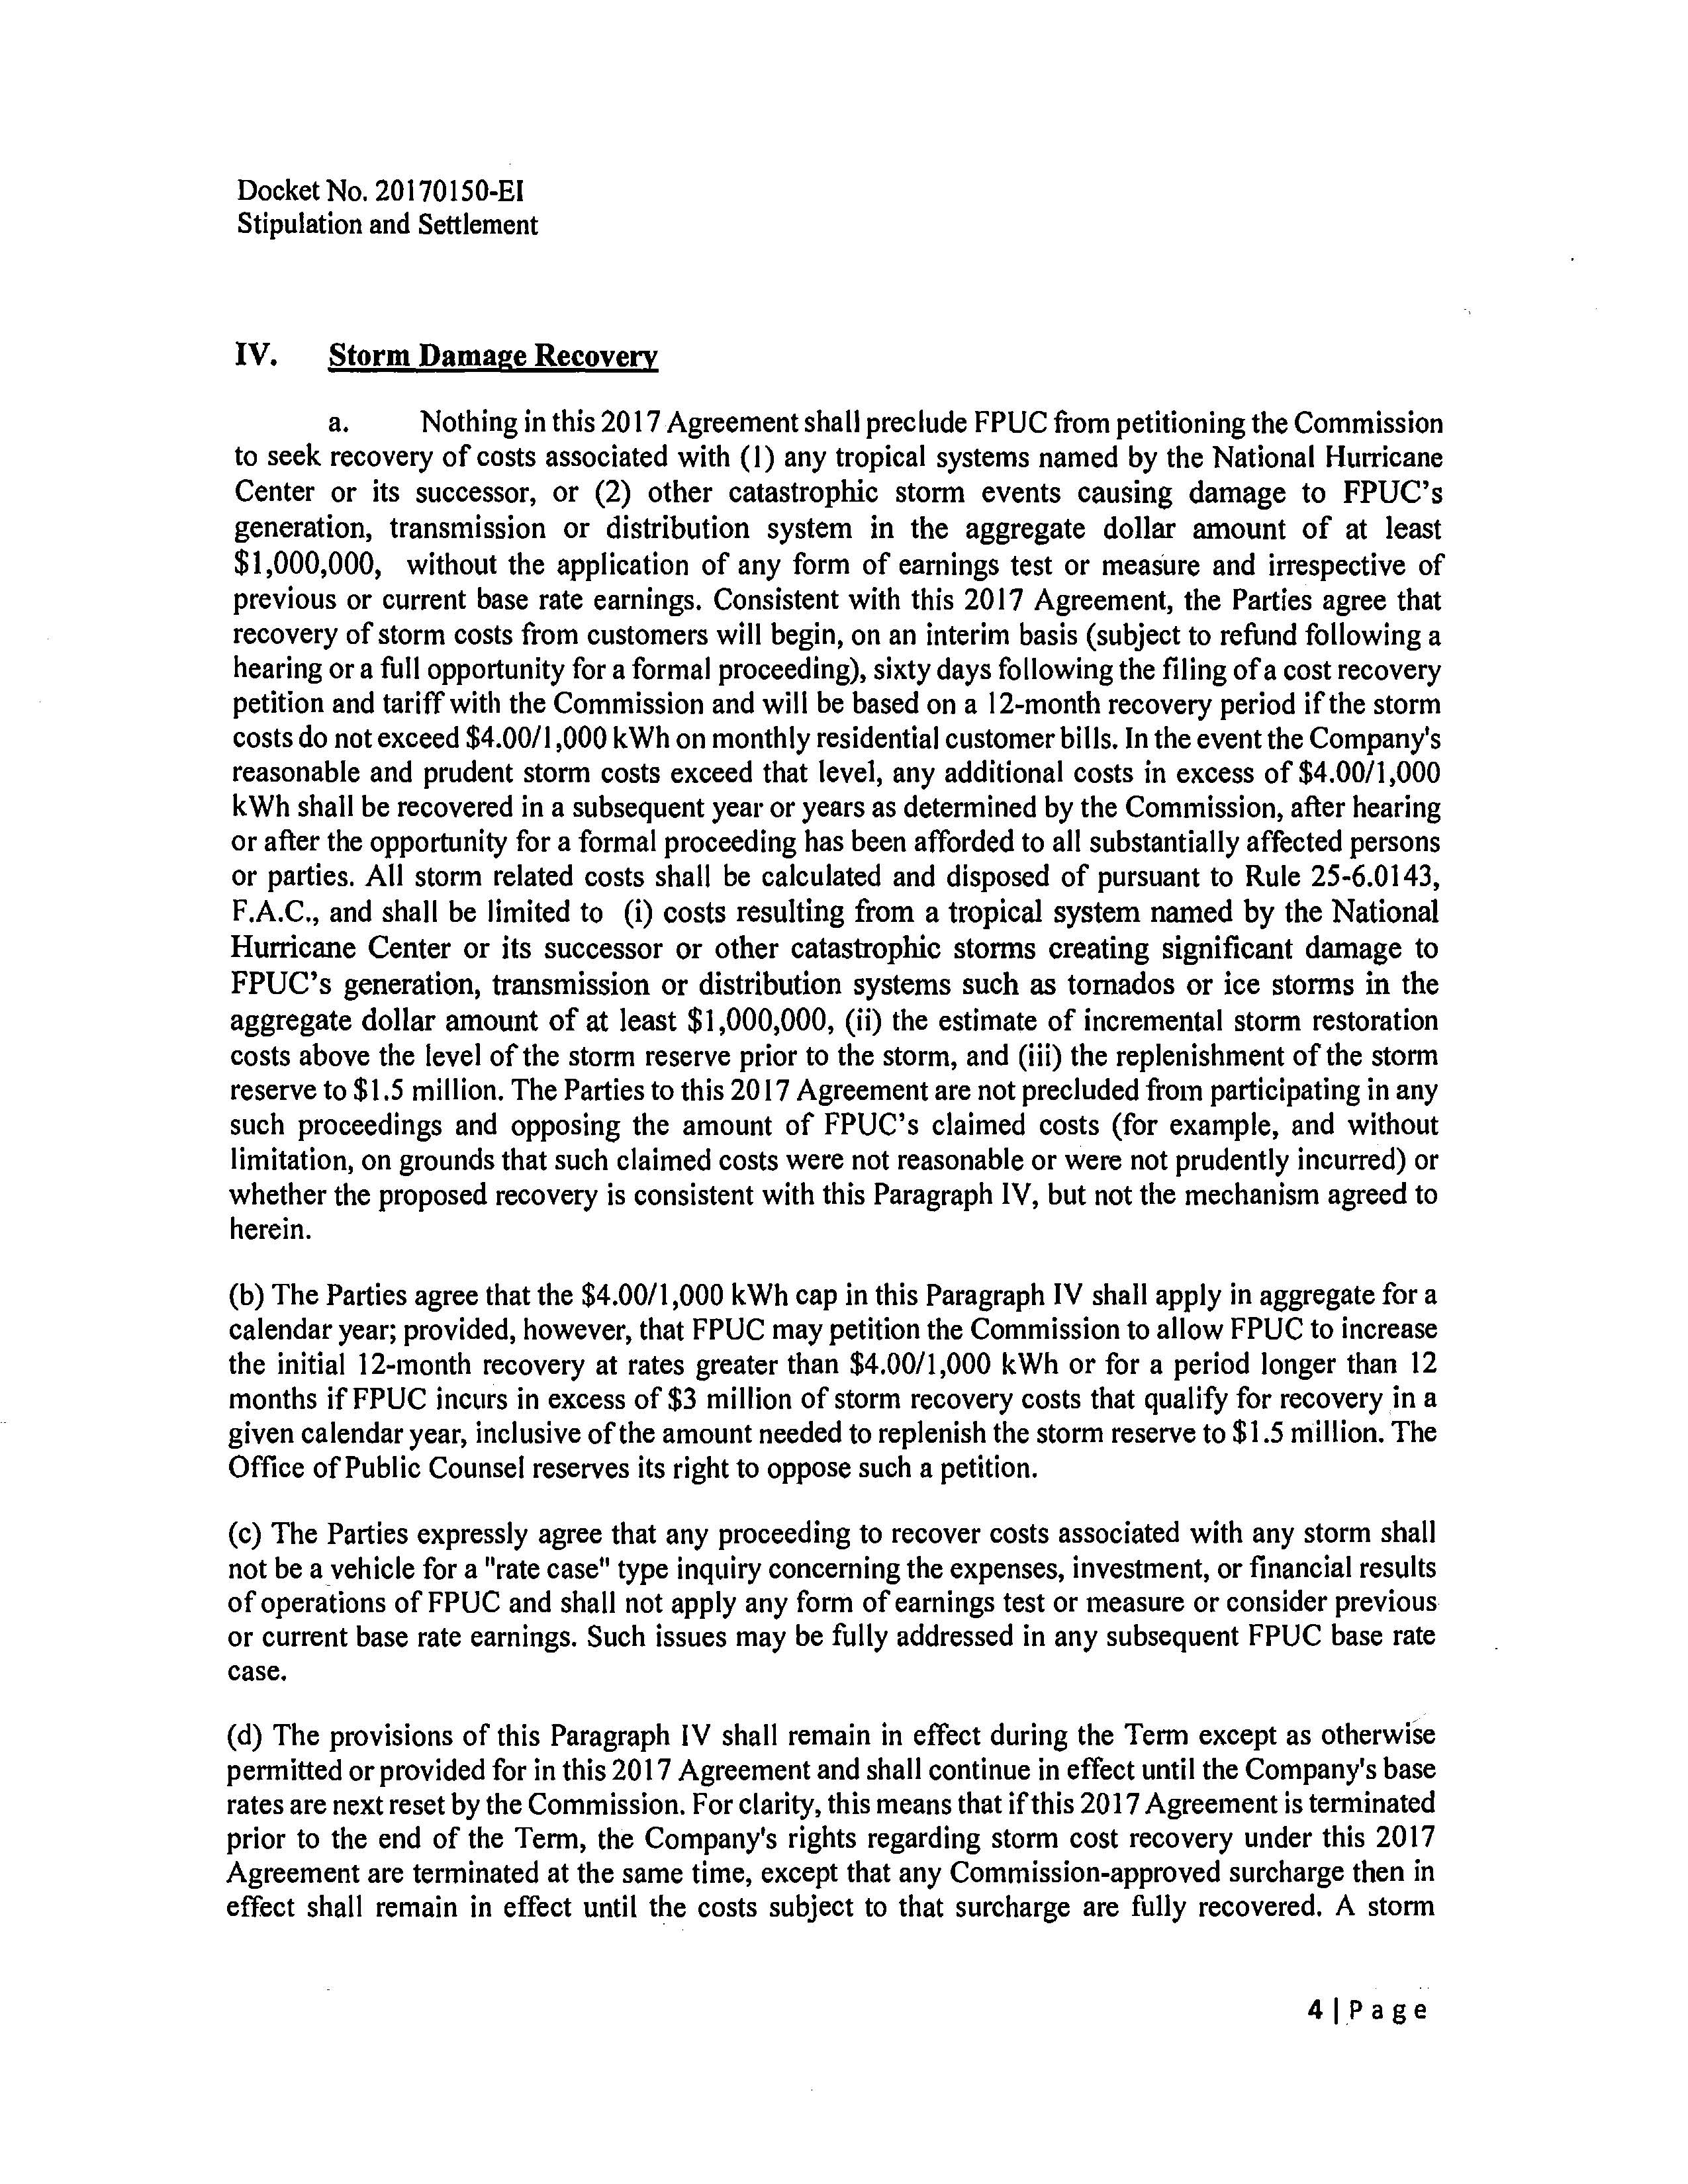 Docket No. 20170150-EI
Stipulation and Settlement
IV. Storm Damage Recovery
a. Nothing in this 2017 Agreement shall preclude FPUC from petitioning the Commission
to seek recovery of costs associated with (1) any tropical systems named by the National Hurricane
Center or its successor, or (2) other catastrophic storm events causing damage to FPUC's
generation, transmission or distribution system in the aggregate dollar amount of at least
$1,000,000, without the application of any form of earnings test or measure and irrespective of
previous or current base rate earnings. Consistent with this 2017 Agreement, the Parties agree that
recovery of storm costs from customers will begin, on an interim basis (subject to refund following a
hearing or a full opportunity for a formal proceeding), sixty days following the filing of a cost recovery
petition and tariff with the Commission and will be based on a 12-month recovery period if the storm
costs do not exceed $4.00/1,000 kWh on monthly residential customer bills. In the event the Company's
reasonable and prudent storm costs exceed that level, any additional costs in excess of $4.00/1,000
kWh shall be recovered in a subsequent year or years as determined by the Commission, after hearing
or after the opportunity for a formal proceeding has been afforded to all substantially affected persons
or parties. All storm related costs shall be calculated and disposed of pursuant to Rule 25-6.0143,
F.A.C., and shall be limited to (i) costs resulting from a tropical system named by the National
Hurricane Center or its successor or other catastrophic storms creating significant damage to
FPUC's generation, transmission or distribution systems such as tornados or ice storms in the
aggregate dollar amount of at least $1,000,000, (ii) the estimate of incremental storm restoration
costs above the level of the storm reserve prior to the storm, and (iii) the replenishment of the storm
reserve to $1.5 million. The Parties to this 2017 Agreement are not precluded from participating in any
such proceedings and opposing the amount of FPUC's claimed costs (for example, and without
limitation, on grounds that such claimed costs were not reasonable or were not prudently incurred) or
whether the proposed recovery is consistent with this Paragraph IV, but not the mechanism agreed to
herein.
(b) The Parties agree that the $4.00/1,000 kWh cap in this Paragraph IV shall apply in aggregate for a
calendar year; provided, however, that FPUC may petition the Commission to allow FPUC to increase
the initial 12-month recovery at rates greater than $4.00/1,000 kWh or for a period longer than 12
months if FPUC incurs in excess of $3 million of storm recovery costs that qualify for recovery in a
given calendar year, inclusive of the amount needed to replenish the storm reserve to $1.5 million. The
Office of Public Counsel reserves its right to oppose such a petition.
(c) The Parties expressly agree that any proceeding to recover costs associated with any storm shall
not be a vehicle for a "rate case" type inquiry concerning the expenses, investment, or financial results
of operations of FPUC and shall not apply any form of earnings test or measure or consider previous
or current base rate earnings. Such issues may be fully addressed in any subsequent FPUC base rate
case.
(d) The provisions of this Paragraph IV shall remain in effect during the Term except as otherwise
permitted or provided for in this 2017 Agreement and shall continue in effect until the Company's base
rates are next reset by the Commission. For clarity, this means that if this 2017 Agreement is terminated
prior to the end of the Term, the Company's rights regarding storm cost recovery under this 2017
Agreement are terminated at the same time, except that any Commission-approved surcharge then in
effect shall remain in effect until the costs subject to that surcharge are fully recovered. A storm
4 | Page